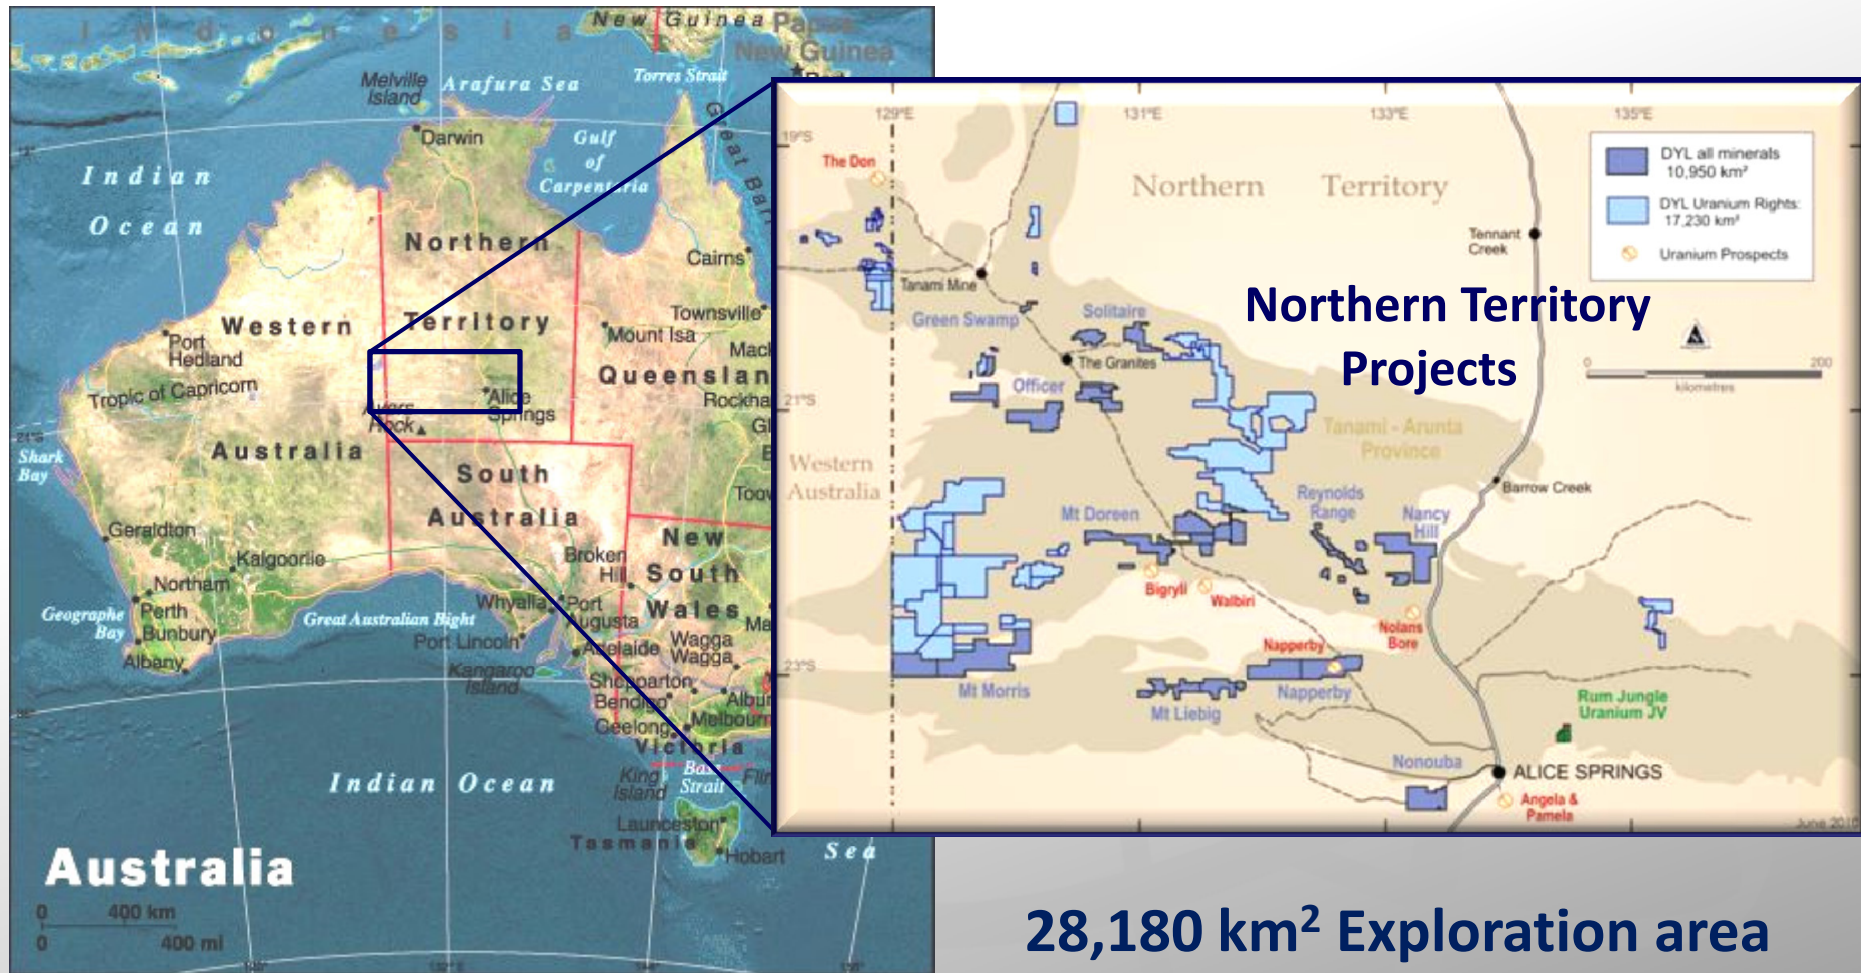 Indonesia
New Guinea
Papua
New Guinea
Melville
Island
Arafura Sea
Torres Strait
Darwin
Gulf
of
Carpentaria
Indian
Ocean
Northern
Territory
Cairns
Townsville
Mount Isa
Western
Australia
Port
Hedland
Tropic of Capricorn
Alice
Springs
Ayers
Rock
Shark
Bay
South
Australia
Geraldton
Kalgoorlie
Broken
Hill
New
South
Wales
Northam
Perth
Bunbury
Albany
Geographe
Bay
Great Australian Bight
Whyalla
Port
Augusta
Port Lincoln
Adelaide
Kangaroo
Island
Wagga
Wagga
Shepparton
Bendigo
Geelong
Victoria
King
Island
Bass
Strait
Launceston
Tasmania
Hobart
Sea
Indian Ocean
Australia
0 400 km
0 400 mi
129°E 131°E 133°E 135°E
19°S
21°S
23°S
The Don
Northern Territory
DYL all minerals
10,950 km²
DYL Uranium Rights:
17,230 km²
Uranium Prospects
Tennant
Creek
Tanami Mine
Green Swamp
Solitaire
The Granites
Officer
Northern Territory
Projects
0 200
kilometres
Tanami - Arunta
Province
Western
Australia
Barrow Creek
Mt Doreen
Reynolds
Range
Nancy
Hill
Bigryli
Walbiri
Nolans
Bore
Napperby
Napperby
Mt Morris
Mt Liebig
Rum Jungle
Uranium JV
Nonouba
ALICE SPRINGS
Angela &
Pamela
June 2010
28,180 km² Exploration area